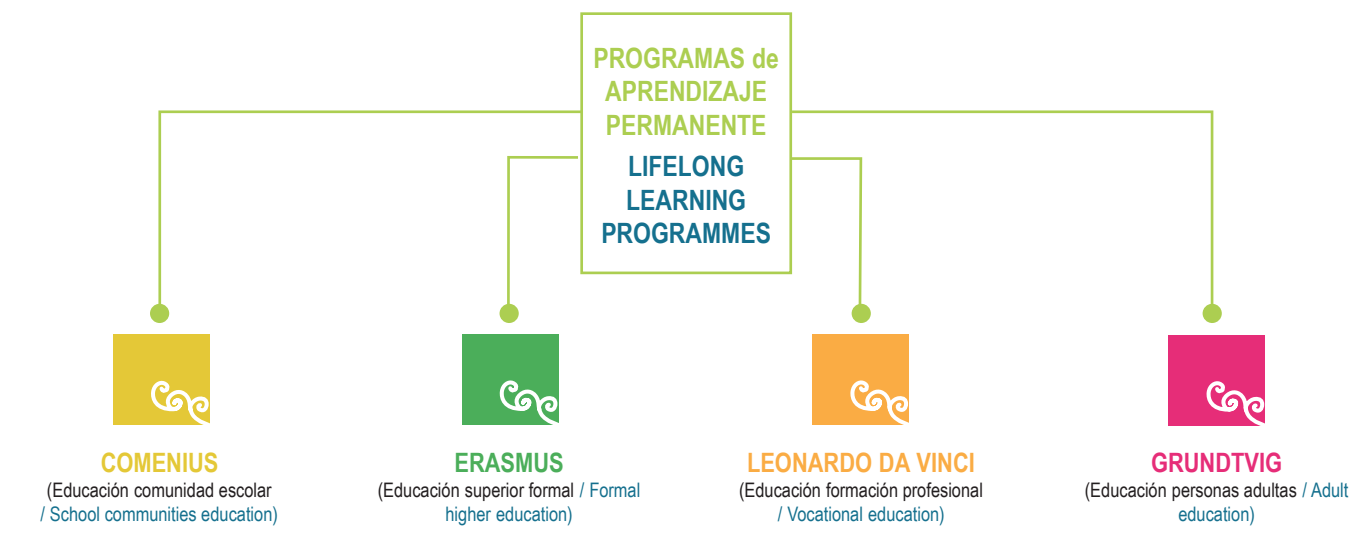 PROGRAMAS de
APRENDIZAJE
PERMANENTE
LIFELONG
LEARNING
PROGRAMMES
COMENIUS
(Educación comunidad escolar
/ School communities education)
ERASMUS
(Educación superior formal / Formal
higher education)
LEONARDO DA VINCI
(Educación formación profesional
/ Vocational education)
GRUNDTVIG
(Educación personas adultas / Adult
education)